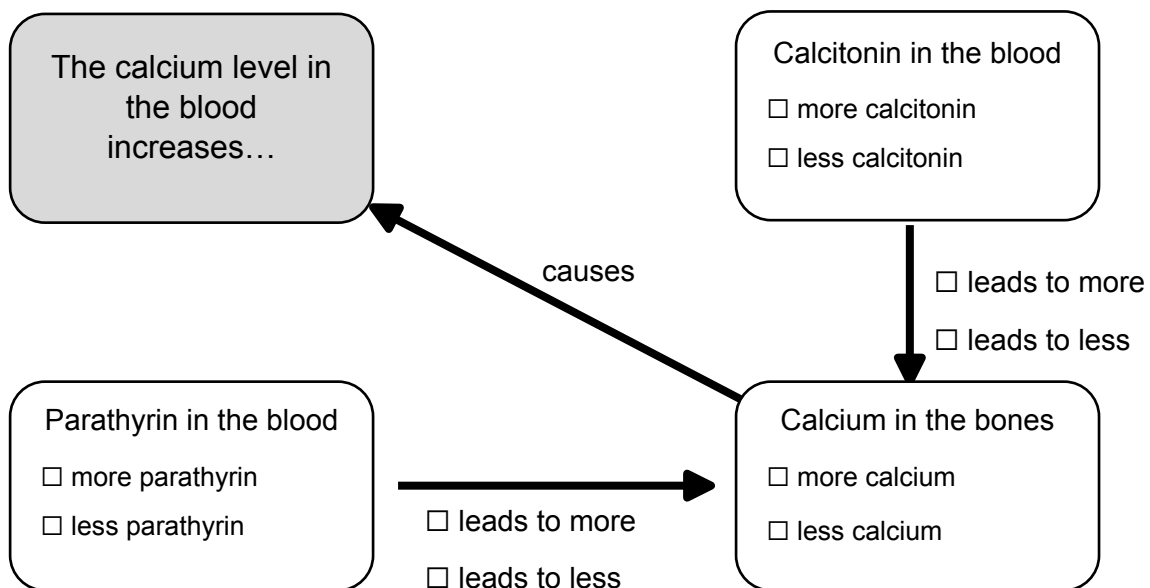 The calcium level in
the blood
increases…
Calcitonin in the blood
☐ more calcitonin
☐ less calcitonin
causes
☐ leads to more
☐ leads to less
Parathyrin in the blood
☐ more parathyrin
☐ less parathyrin
☐ leads to more
☐ leads to less
Calcium in the bones
☐ more calcium
☐ less calcium